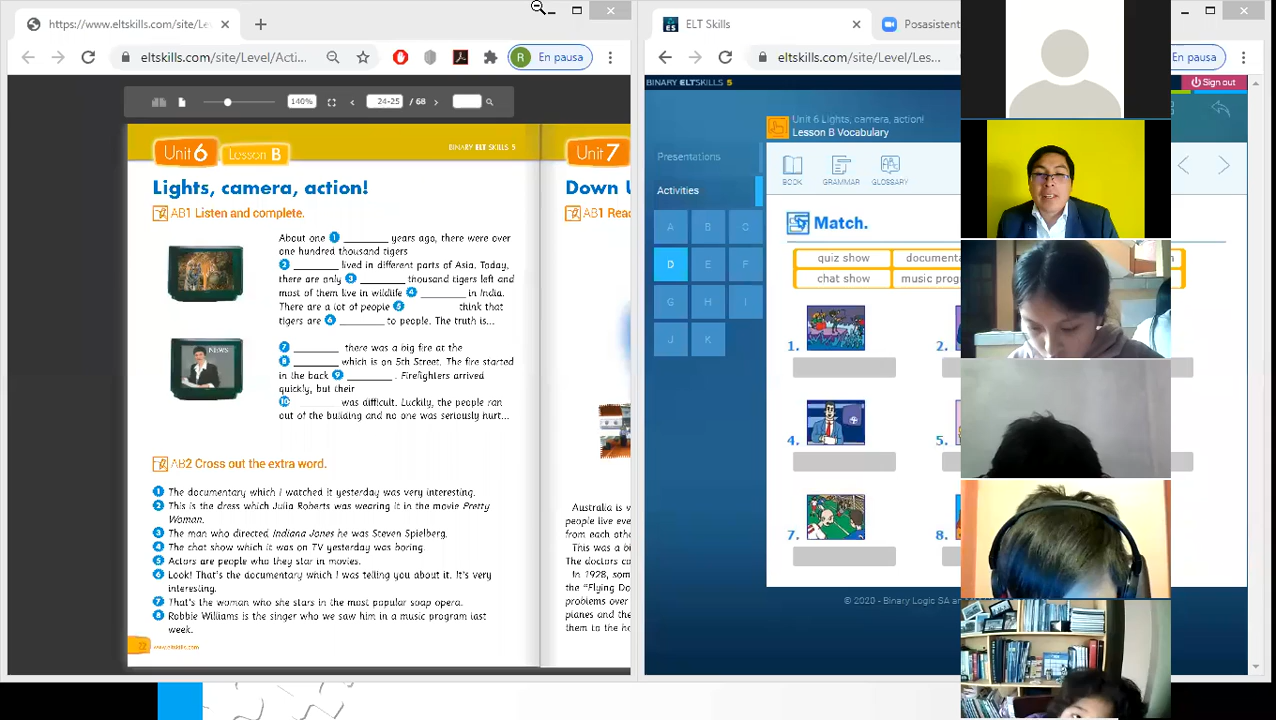 https://www.eltskills.com/site/Le
eltskills.com/site/Level/Acti...
R En pausa
140%
24-25 / 68
Unit 6 Lesson B
BINARY ELT SKILLS 5
Lights, camera, action!
AB1 Listen and complete.
About one 1 ________ years ago, there were over
one hundred thousand tigers
2 ________ lived in different parts of Asia. Today,
there are only 3 ________ thousand tigers left and
most of them live in wildlife 4 ________ in India.
There are a lot of people 5 ________ think that
tigers are 6 ________ to people. The truth is...
NEWS
7 ________ there was a big fire at the
8 ________ which is on 5th Street. The fire started
in the back 9 ________. Firefighters arrived
quickly, but their
10 ________ was difficult. Luckily, the people ran
out of the building and no one was seriously hurt...
AB2 Cross out the extra word.
1 The documentary which I watched it yesterday was very interesting.
2 This is the dress which Julia Roberts was wearing it in the movie Pretty
Woman.
3 The man who directed Indiana Jones he was Steven Spielberg.
4 The chat show which it was on TV yesterday was boring.
5 Actors are people who they star in movies.
6 Look! That's the documentary which I was telling you about it. It's very
interesting.
7 That's the woman who she stars in the most popular soap opera.
8 Robbie Williams is the singer who we saw him in a music program last
week.
www.eltskills.com
Unit 7
Down U
AB1 Read
Australia is v
people live eve
from each othe
This was a bi
The doctors co
In 1928, som
the "Flying Do
problems over
planes and the
them to the ho
ELT Skills
Posasistent
eltskills.com/site/Level/Les...
En pausa
BINARY ELTSKILLS 5
Sign out
Unit 6 Lights, camera, action!
Lesson B Vocabulary
Presentations
Activities
A B C
D E F
G H I
J K
BOOK GRAMMAR GLOSSARY
Match.
quiz show documenta
chat show music prog
1. 2.
4. 5.
7. 8.
© 2020 - Binary Logic SA an